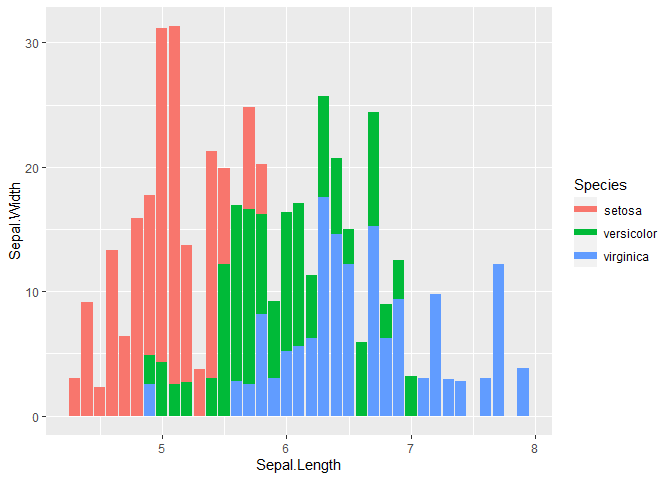 30
20
10
0
Sepal.Width
5 6 7 8
Sepal.Length
Species
setosa
versicolor
virginica